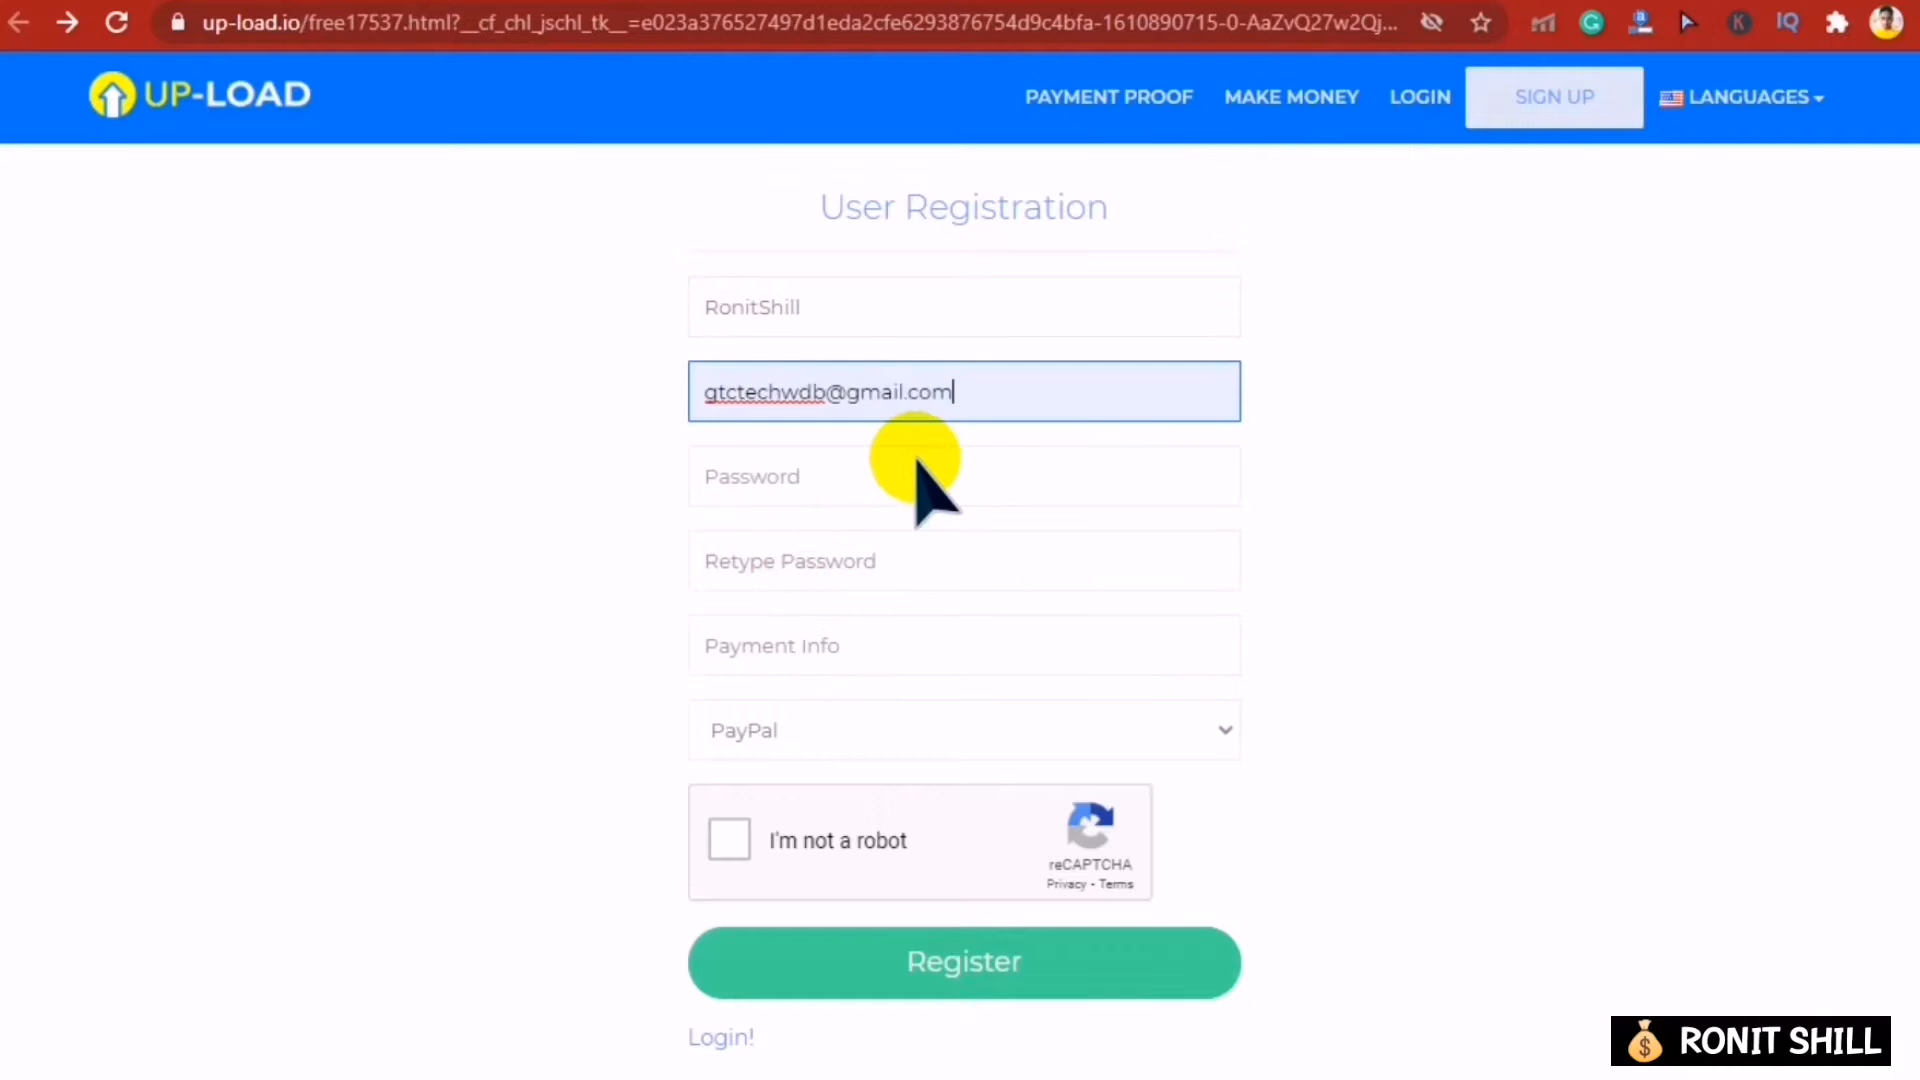 up-load.io/free17537.html?__cf_chl_jschl_tk__=e023a376527497d1eda2cfe6293876754d9c4bfa-1610890715-0-AaZvQ27w2Qj...
UP-LOAD
PAYMENT PROOF MAKE MONEY LOGIN SIGN UP LANGUAGES
User Registration
RonitShill
gtctechwdb@gmail.com
Password
Retype Password
Payment Info
PayPal
I'm not a robot
reCAPTCHA
Privacy - Terms
Register
Login!
RONIT SHILL